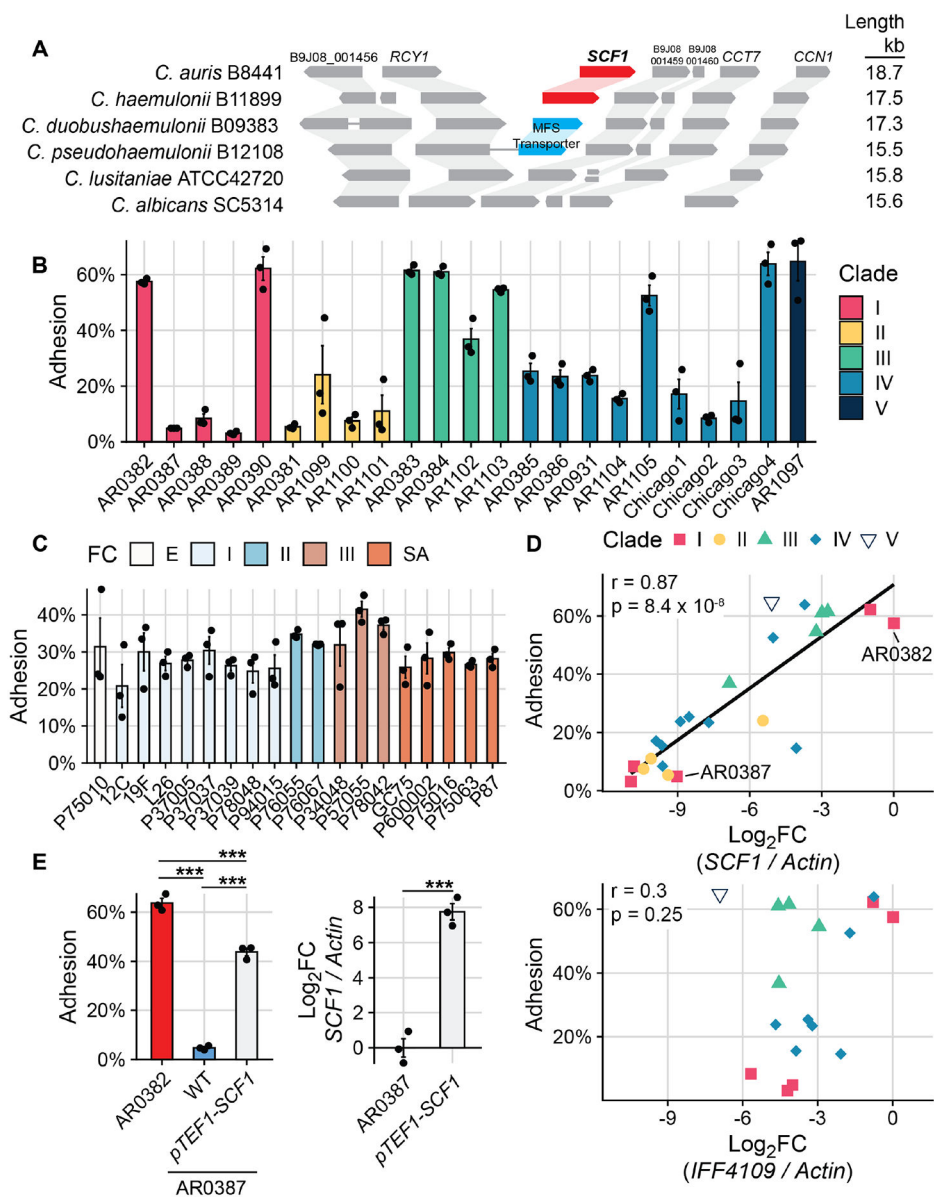 A
Length
kb
B9J08_001456
RCY1
SCF1
B9J08
001459
B9J08
001460
CCT7
CCN1
C. auris B8441
18.7
C. haemulonii B11899
17.5
C. duobushaemulonii B09383
17.3
MFS
Transporter
C. pseudohaemulonii B12108
15.5
C. lusitaniae ATCC42720
15.8
C. albicans SC5314
15.6
B
Adhesion
60%
40%
20%
0%
AR0382
AR0387
AR0388
AR0389
AR0390
AR0381
AR1099
AR1100
AR1101
AR0383
AR0384
AR1102
AR1103
AR0385
AR0386
AR0931
AR1104
AR1105
Chicago1
Chicago2
Chicago3
Chicago4
AR1097
Clade
I
II
III
IV
V
C
FC E I II III SA
Adhesion
40%
30%
20%
10%
0%
P75010
12C
19F
L26
P37005
P37037
P37039
P78048
P94015
P76055
P76067
P34048
P57055
P78042
GC75
P600002
P75016
P75063
P87
D
Clade I II III IV V
r = 0.87
p = 8.4 x 10-8
Adhesion
60%
40%
20%
0%
AR0382
AR0387
-9 -6 -3 0
Log2FC
(SCF1 / Actin)
r = 0.3
p = 0.25
Adhesion
60%
40%
20%
-9 -6 -3 0
Log2FC
(IFF4109 / Actin)
E
***
*** ***
Adhesion
60%
40%
20%
0%
AR0382
WT
pTEF1-SCF1
AR0387
***
Log2FC
SCF1 / Actin
8
6
4
2
0
AR0387
pTEF1-SCF1